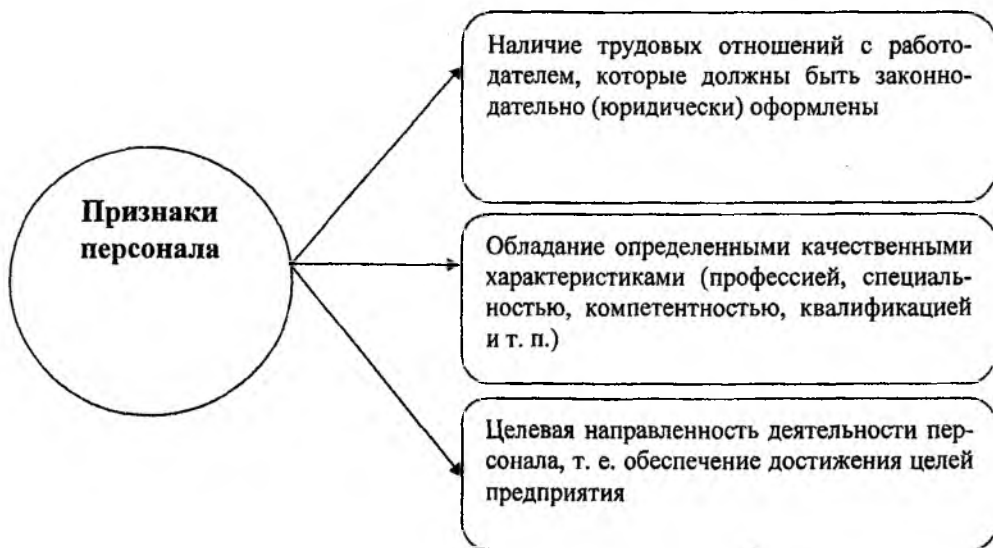 Признаки
персонала
Наличие трудовых отношений с работо-
дателем, которые должны быть законно-
дательно (юридически) оформлены
Обладание определенными качественными
характеристиками (профессией, специаль-
ностью, компетентностью, квалификацией
и т. п.)
Целевая направленность деятельности пер-
сонала, т. е. обеспечение достижения целей
предприятия